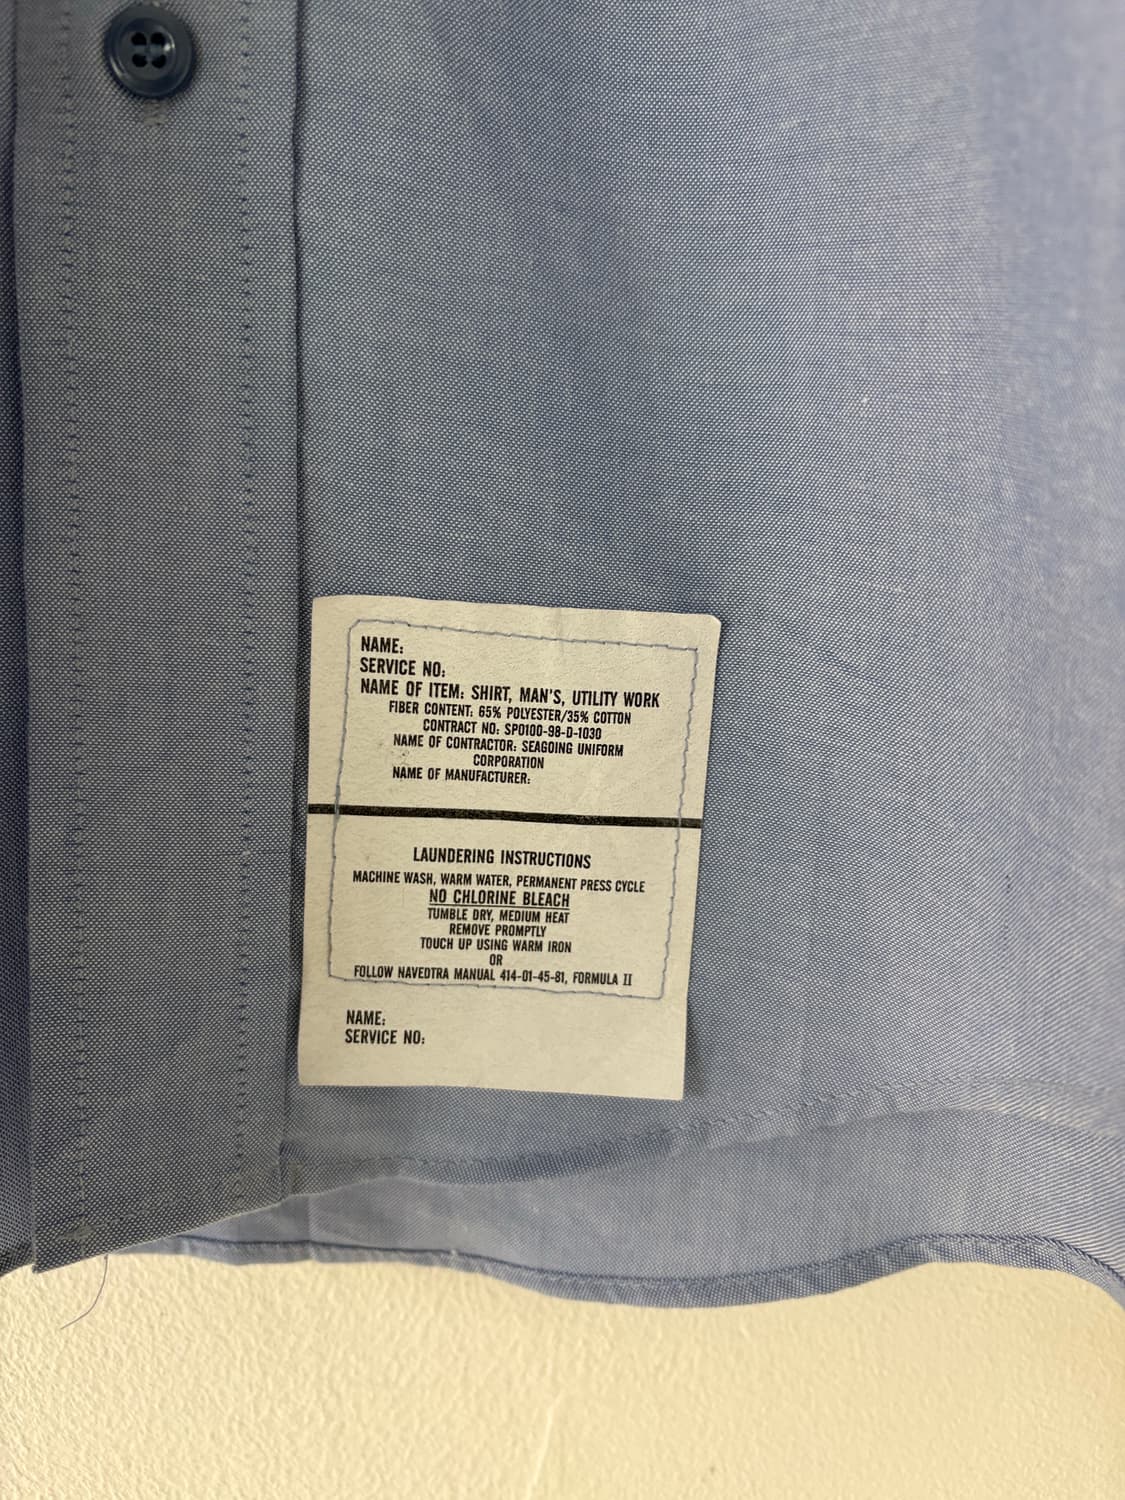 NAME:
SERVICE NO:
NAME OF ITEM: SHIRT, MAN'S, UTILITY WORK
FIBER CONTENT: 65% POLYESTER/35% COTTON
CONTRACT NO: SPO100-98-D-1030
NAME OF CONTRACTOR: SEAGOING UNIFORM
CORPORATION
NAME OF MANUFACTURER:
LAUNDERING INSTRUCTIONS
MACHINE WASH, WARM WATER, PERMANENT PRESS CYCLE
NO CHLORINE BLEACH
TUMBLE DRY, MEDIUM HEAT
REMOVE PROMPTLY
TOUCH UP USING WARM IRON
OR
FOLLOW NAVEDTRA MANUAL 414-01-45-81, FORMULA II
NAME:
SERVICE NO: